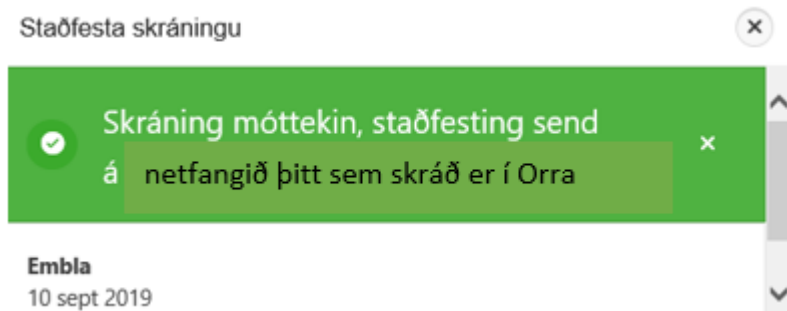 Staðfesta skráningu
Skráning móttekin, staðfesting send
á netfangið þitt sem skráð er í Orra
Embla
10 sept 2019